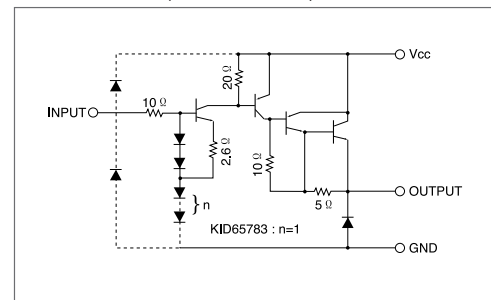 Vcc
20 Ω
10 Ω
INPUT
2.6 Ω
10 Ω
5 Ω
OUTPUT
} n
KID65783 : n=1
GND